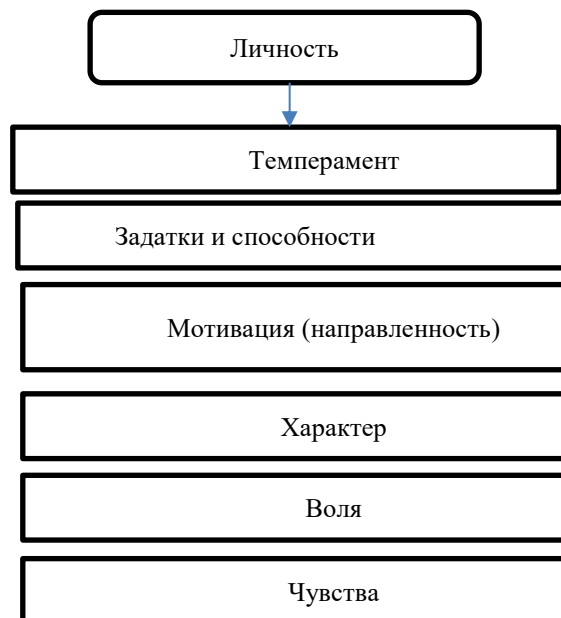 Личность
Темперамент
Задатки и способности
Мотивация (направленность)
Характер
Воля
Чувства